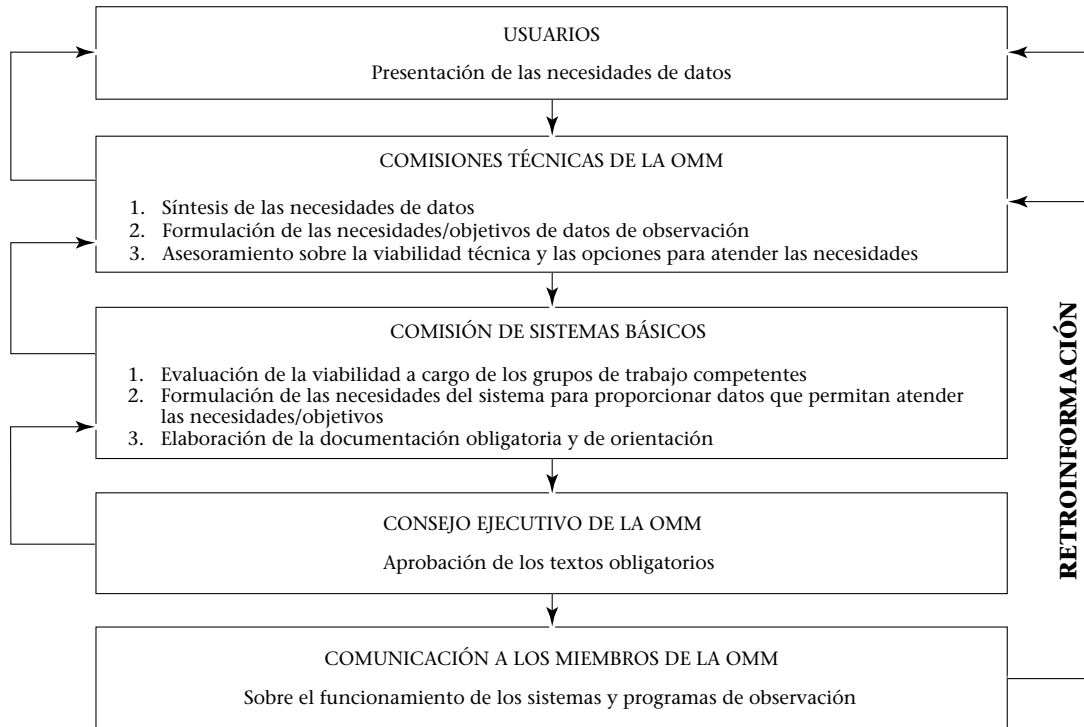 USUARIOS
Presentación de las necesidades de datos
COMISIONES TÉCNICAS DE LA OMM
1. Síntesis de las necesidades de datos
2. Formulación de las necesidades/objetivos de datos de observación
3. Asesoramiento sobre la viabilidad técnica y las opciones para atender las necesidades
COMISIÓN DE SISTEMAS BÁSICOS
1. Evaluación de la viabilidad a cargo de los grupos de trabajo competentes
2. Formulación de las necesidades del sistema para proporcionar datos que permitan atender
las necesidades/objetivos
3. Elaboración de la documentación obligatoria y de orientación
CONSEJO EJECUTIVO DE LA OMM
Aprobación de los textos obligatorios
COMUNICACIÓN A LOS MIEMBROS DE LA OMM
Sobre el funcionamiento de los sistemas y programas de observación
RETROINFORMACIÓN